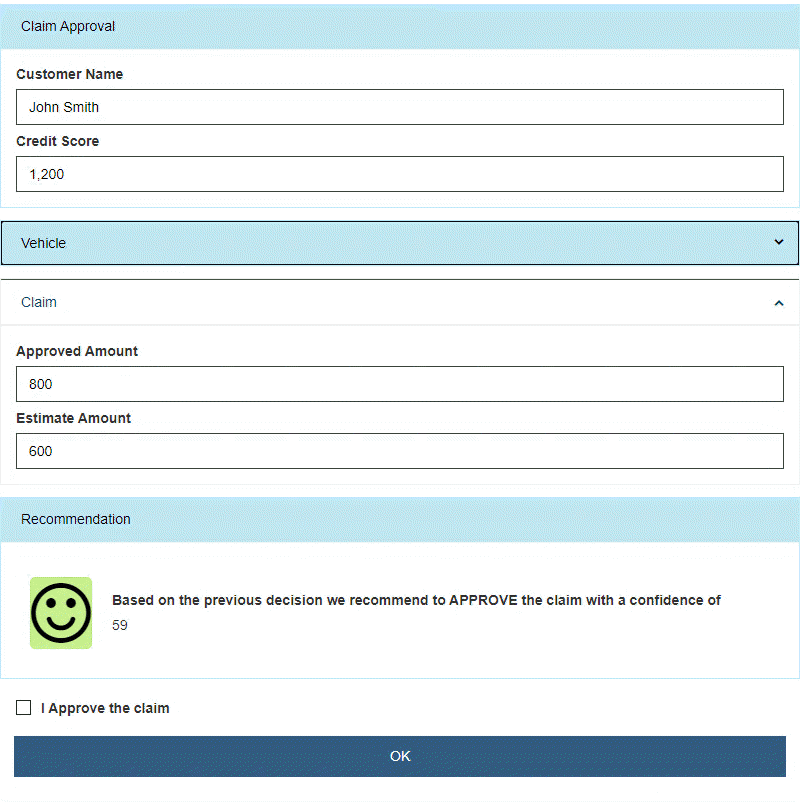 Claim Approval
Customer Name
John Smith
Credit Score
1,200
Vehicle
Claim
Approved Amount
800
Estimate Amount
600
Recommendation
Based on the previous decision we recommend to APPROVE the claim with a confidence of
59
I Approve the claim
OK